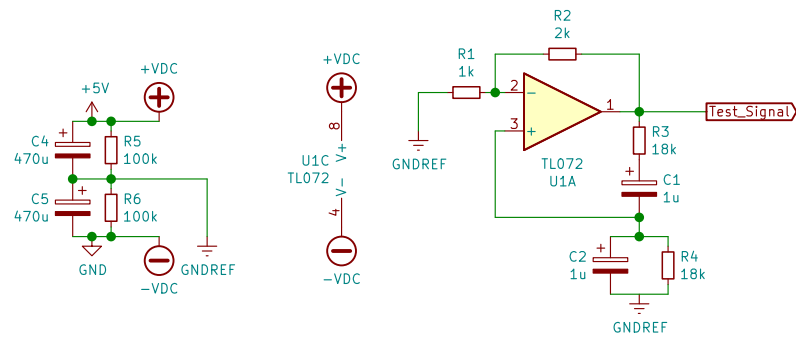 +5V
+VDC
C4
470u
R5
100k
C5
470u
R6
100k
GND
-VDC
GNDREF
+VDC
8
V+
U1C
TL072
V-
4
-VDC
R1
1k
R2
2k
GNDREF
2
3
1
TL072
U1A
Test_Signal
R3
18k
C1
1u
C2
1u
R4
18k
GNDREF